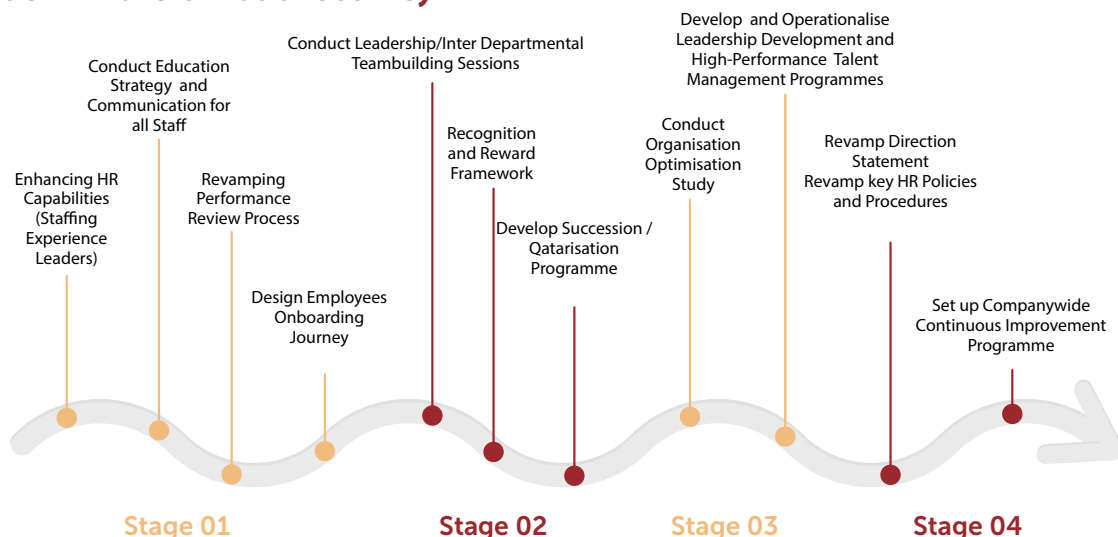 Enhancing HR
Capabilities
(Staffing
Experience
Leaders)
Conduct Education
Strategy and
Communication for
all Staff
Revamping
Performance
Review Process
Design Employees
Onboarding
Journey
Conduct Leadership/Inter Departmental
Teambuilding Sessions
Recognition
and Reward
Framework
Develop Succession /
Qatarisation
Programme
Conduct
Organisation
Optimisation
Study
Develop and Operationalise
Leadership Development and
High-Performance Talent
Management Programmes
Revamp Direction
Statement
Revamp key HR Policies
and Procedures
Set up Companywide
Continuous Improvement
Programme
Stage 01
Stage 02
Stage 03
Stage 04